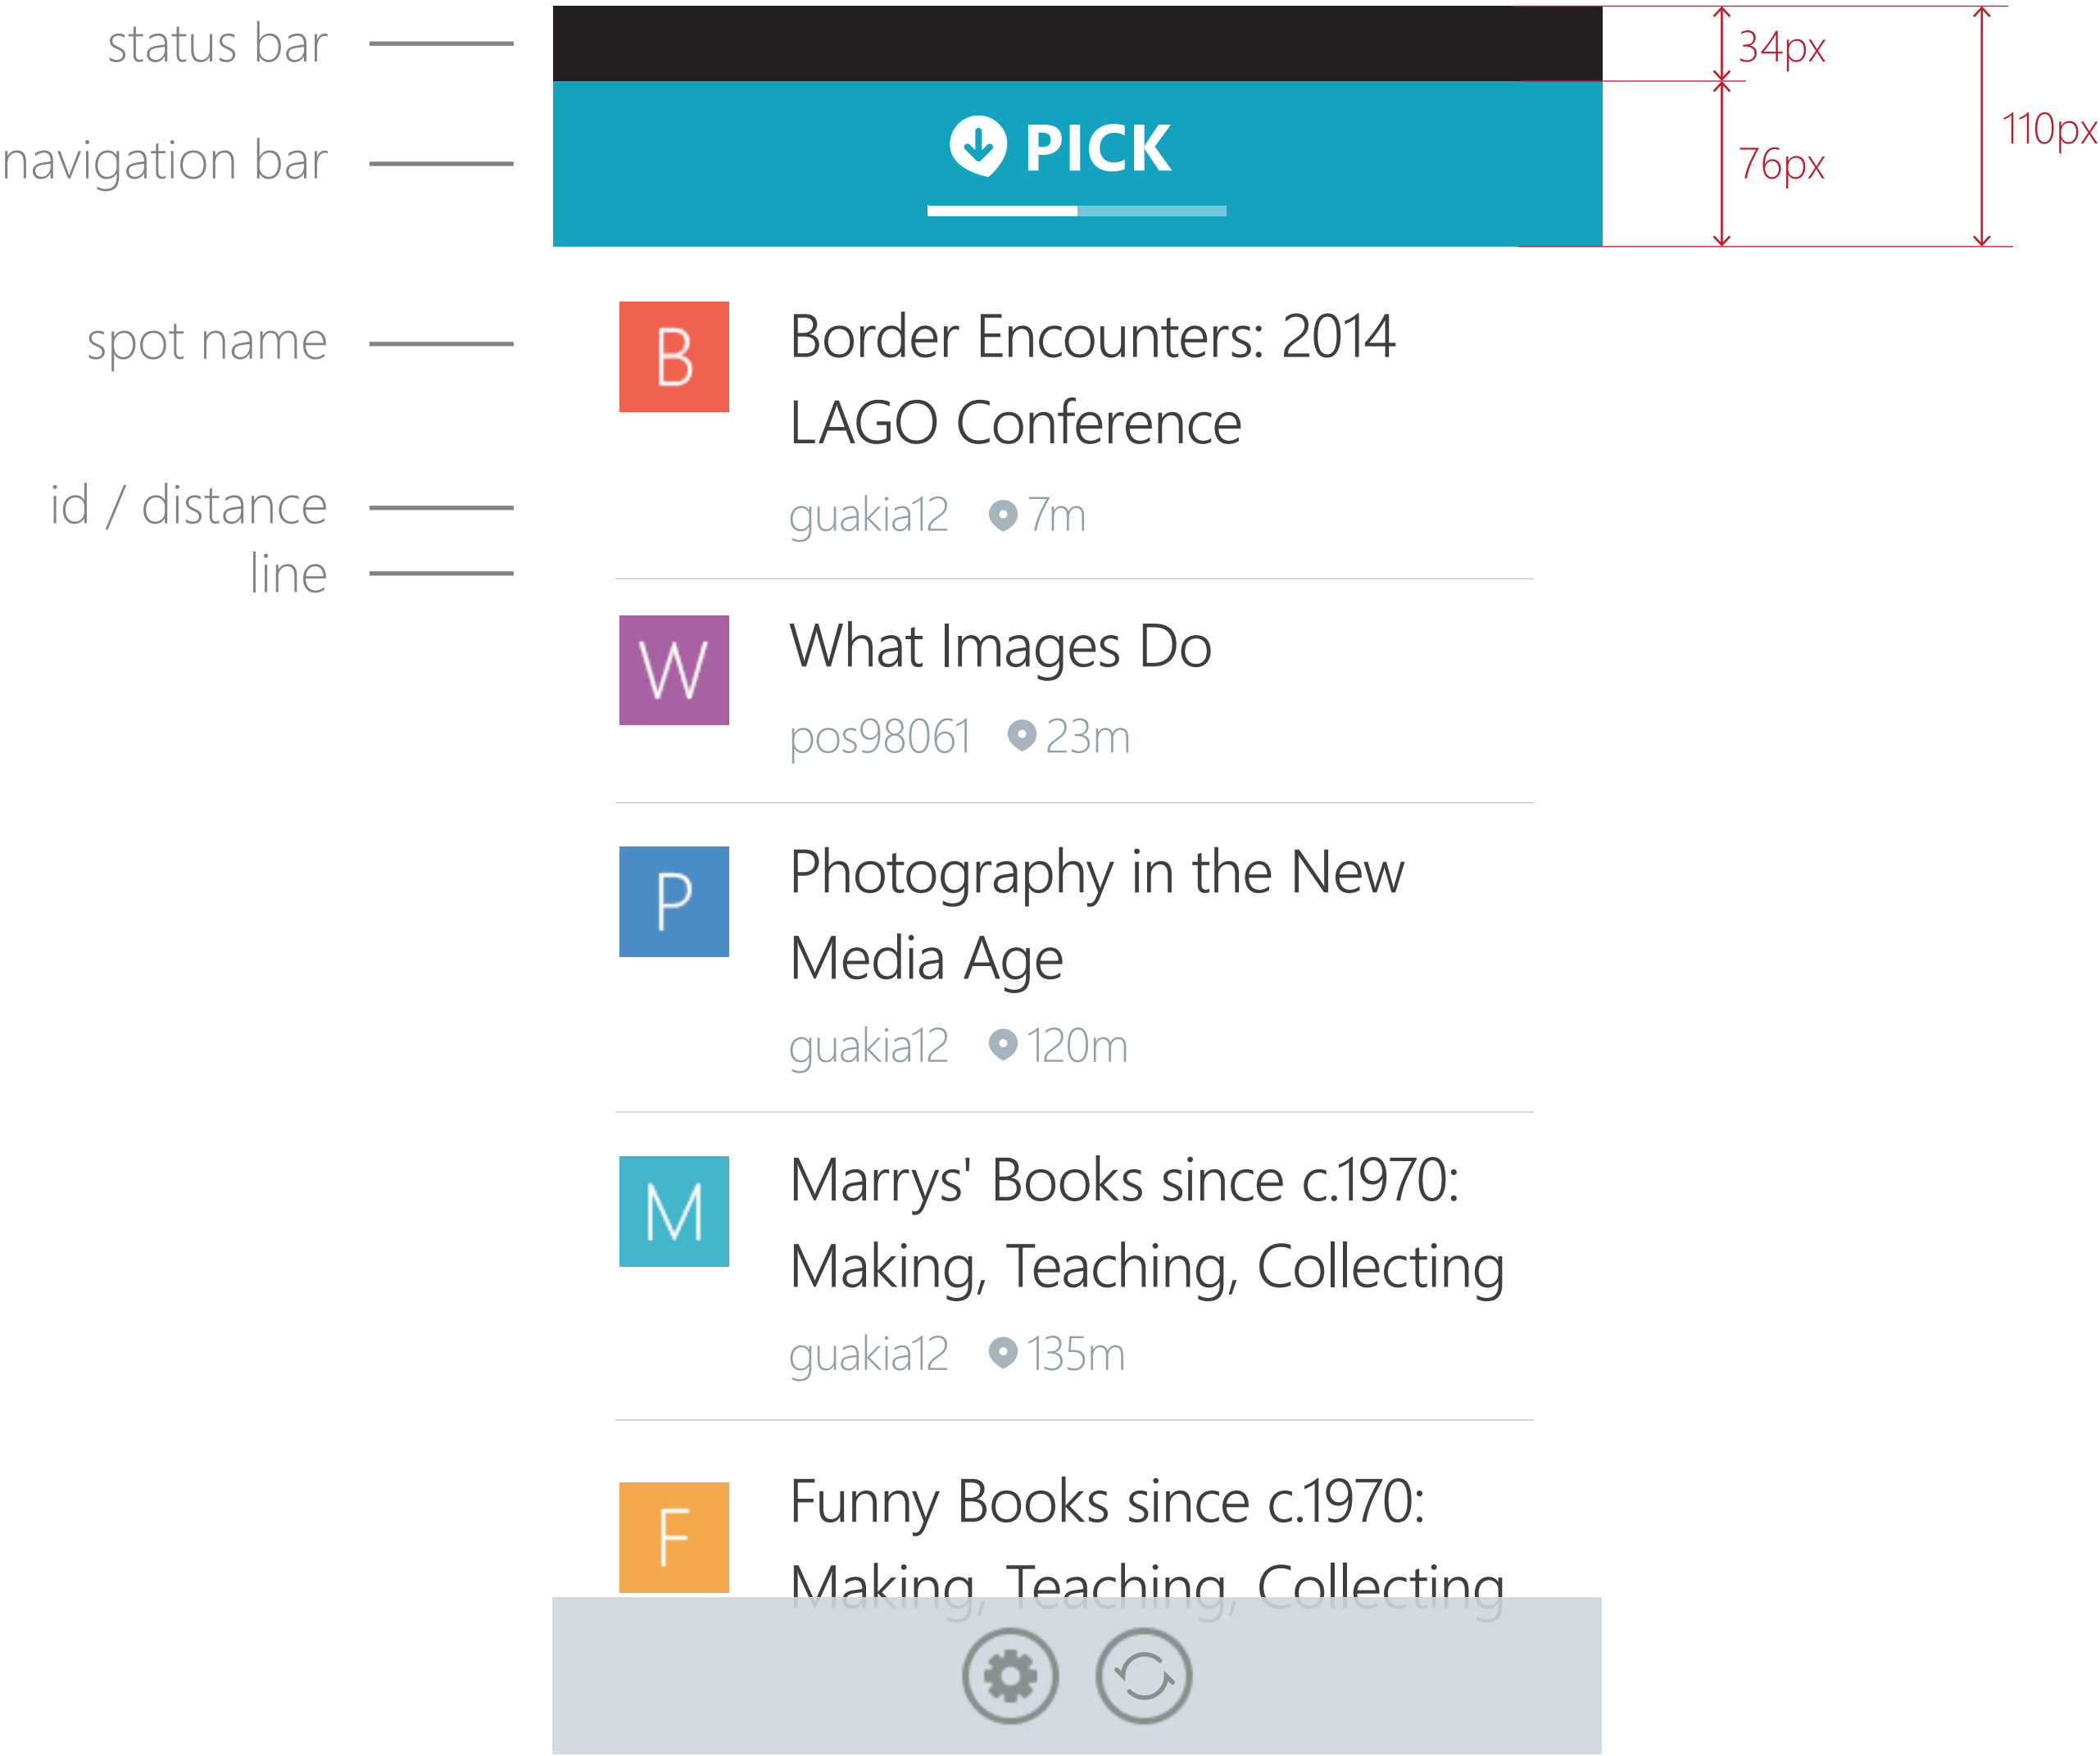 status bar
34px
navigation bar
PICK
76px
110px
spot name
B
Border Encounters: 2014
LAGO Conference
id / distance
guakia12 7m
line
W
What Images Do
pos98061 23m
P
Photography in the New
Media Age
guakia12 120m
M
Marrys' Books since c.1970:
Making, Teaching, Collecting
guakia12 135m
F
Funny Books since c.1970:
Making, Teaching, Collecting